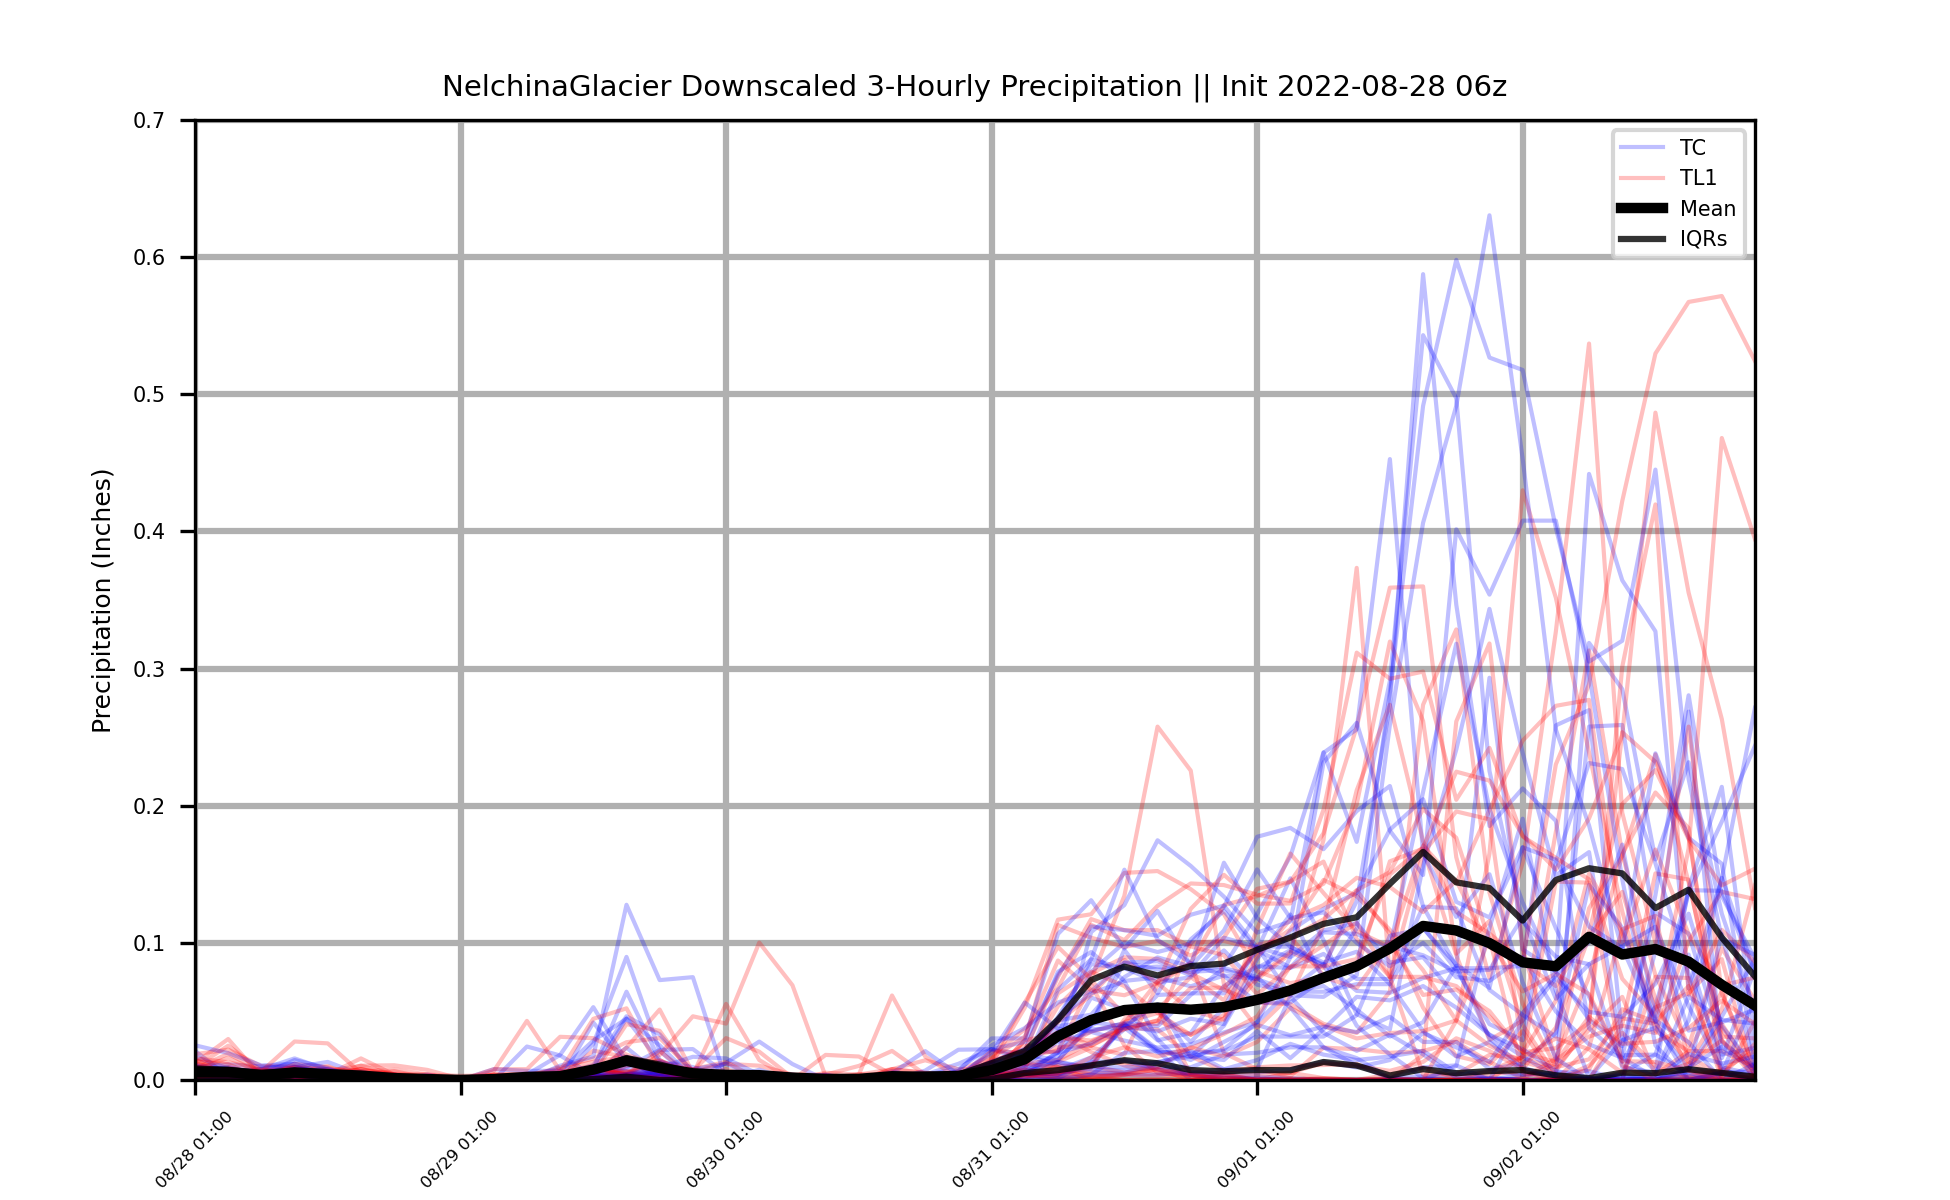 NelchinaGlacier Downscaled 3-Hourly Precipitation || Init 2022-08-28 06z
Precipitation (Inches)
0.7
0.6
0.5
0.4
0.3
0.2
0.1
0.0
TC
TL1
Mean
IQRs
08/28 01:00
08/29 01:00
08/30 01:00
08/31 01:00
09/01 01:00
09/02 01:00